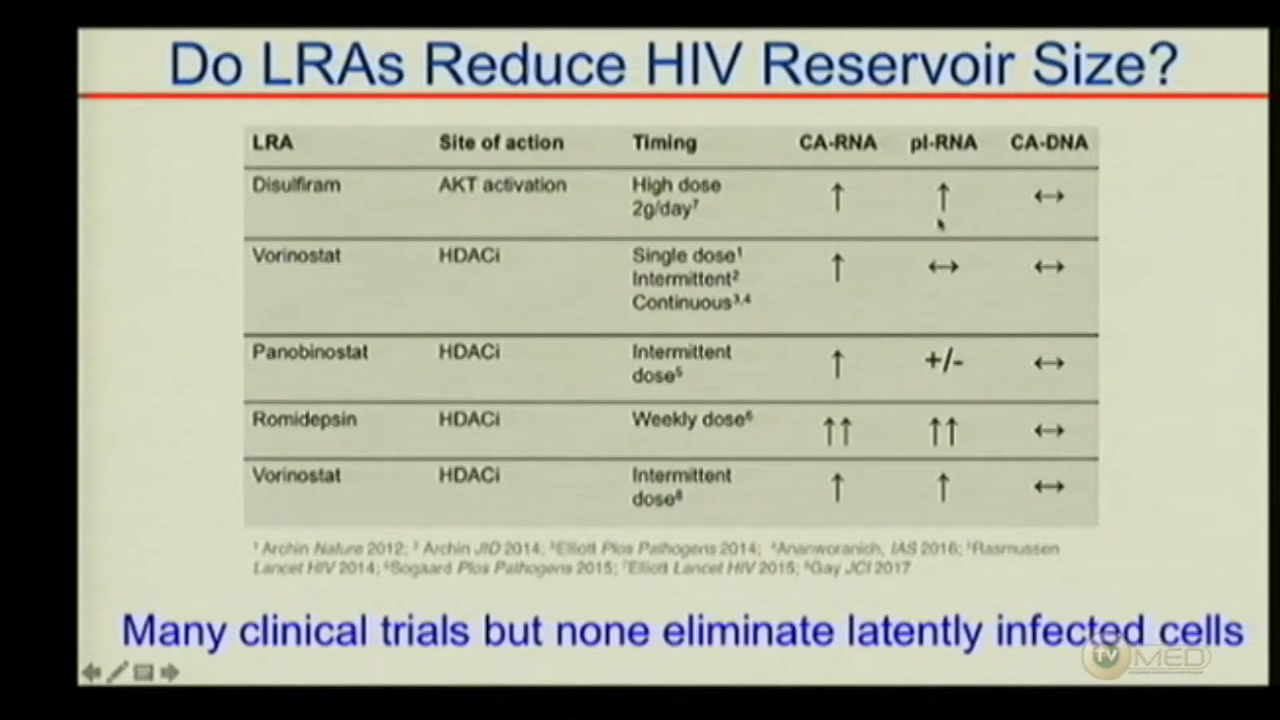 Do LRAs Reduce HIV Reservoir Size?
LRA Site of action Timing CA-RNA pl-RNA CA-DNA
Disulfiram AKT activation High dose ↑ ↑ ↔
2g/day⁷
Vorinostat HDACi Single dose¹ ↑ ↔ ↔
Intermittent²
Continuous³,⁴
Panobinostat HDACi Intermittent ↑ +/- ↔
dose⁵
Romidepsin HDACi Weekly dose⁶ ↑↑ ↑↑ ↔
Vorinostat HDACi Intermittent ↑ ↑ ↔
dose⁸
¹ Archin Nature 2012; ² Archin JID 2014; ³Elliott Plos Pathogens 2014; ⁴Ananworanich, IAS 2016; ⁵Rasmussen
Lancet HIV 2014; ⁶Sogaard Plos Pathogens 2015; ⁷Elliott Lancet HIV 2015; ⁸Gay JCI 2017
Many clinical trials but none eliminate latently infected cells
TV MED